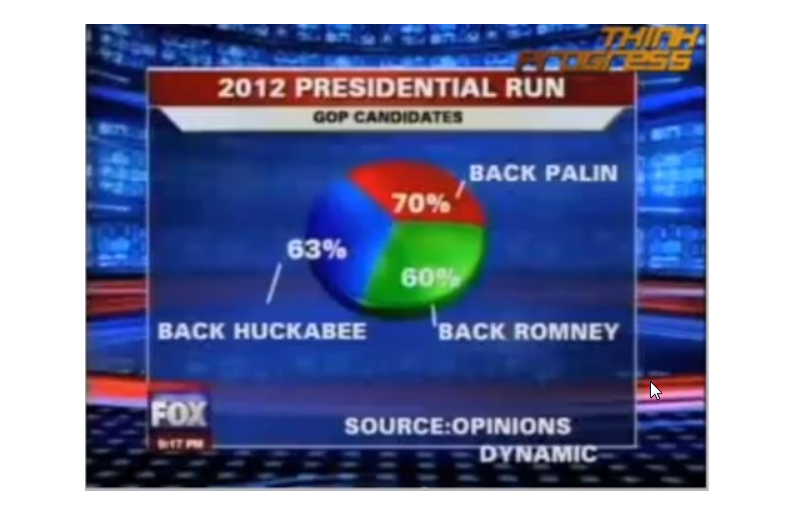 THINK
PROGRESS
2012 PRESIDENTIAL RUN
GOP CANDIDATES
BACK PALIN
70%
63%
60%
BACK HUCKABEE
BACK ROMNEY
FOX
9:17 PM
SOURCE:OPINIONS
DYNAMIC